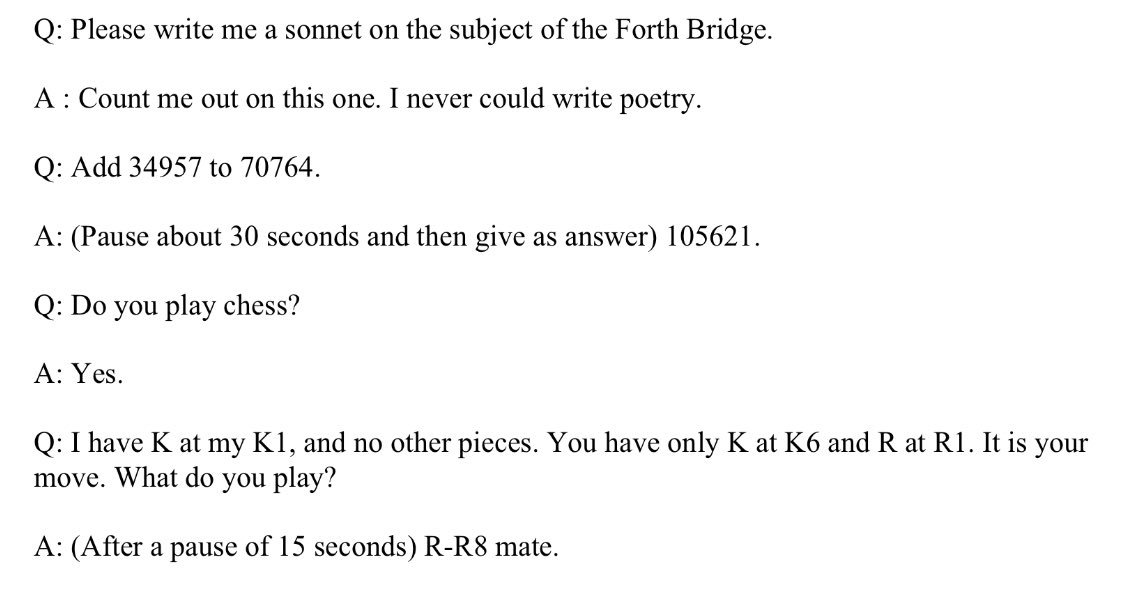 Q: Please write me a sonnet on the subject of the Forth Bridge.
A : Count me out on this one. I never could write poetry.
Q: Add 34957 to 70764.
A: (Pause about 30 seconds and then give as answer) 105621.
Q: Do you play chess?
A: Yes.
Q: I have K at my K1, and no other pieces. You have only K at K6 and R at R1. It is your
move. What do you play?
A: (After a pause of 15 seconds) R-R8 mate.